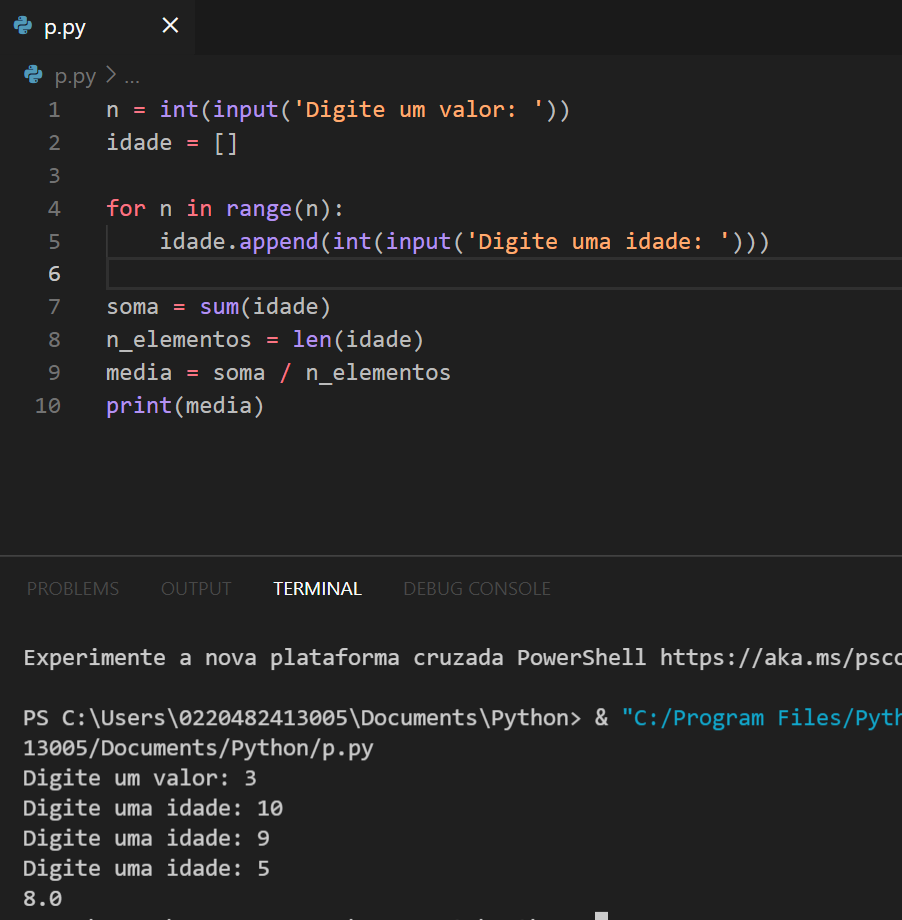 p.py
p.py > ...
1 n = int(input('Digite um valor: '))
2 idade = []
3
4 for n in range(n):
5     idade.append(int(input('Digite uma idade: ')))
6
7 soma = sum(idade)
8 n_elementos = len(idade)
9 media = soma / n_elementos
10 print(media)
PROBLEMS OUTPUT TERMINAL DEBUG CONSOLE
Experimente a nova plataforma cruzada PowerShell https://aka.ms/psco
PS C:\Users\0220482413005\Documents\Python> & "C:/Program Files/Pyth
13005/Documents/Python/p.py
Digite um valor: 3
Digite uma idade: 10
Digite uma idade: 9
Digite uma idade: 5
8.0